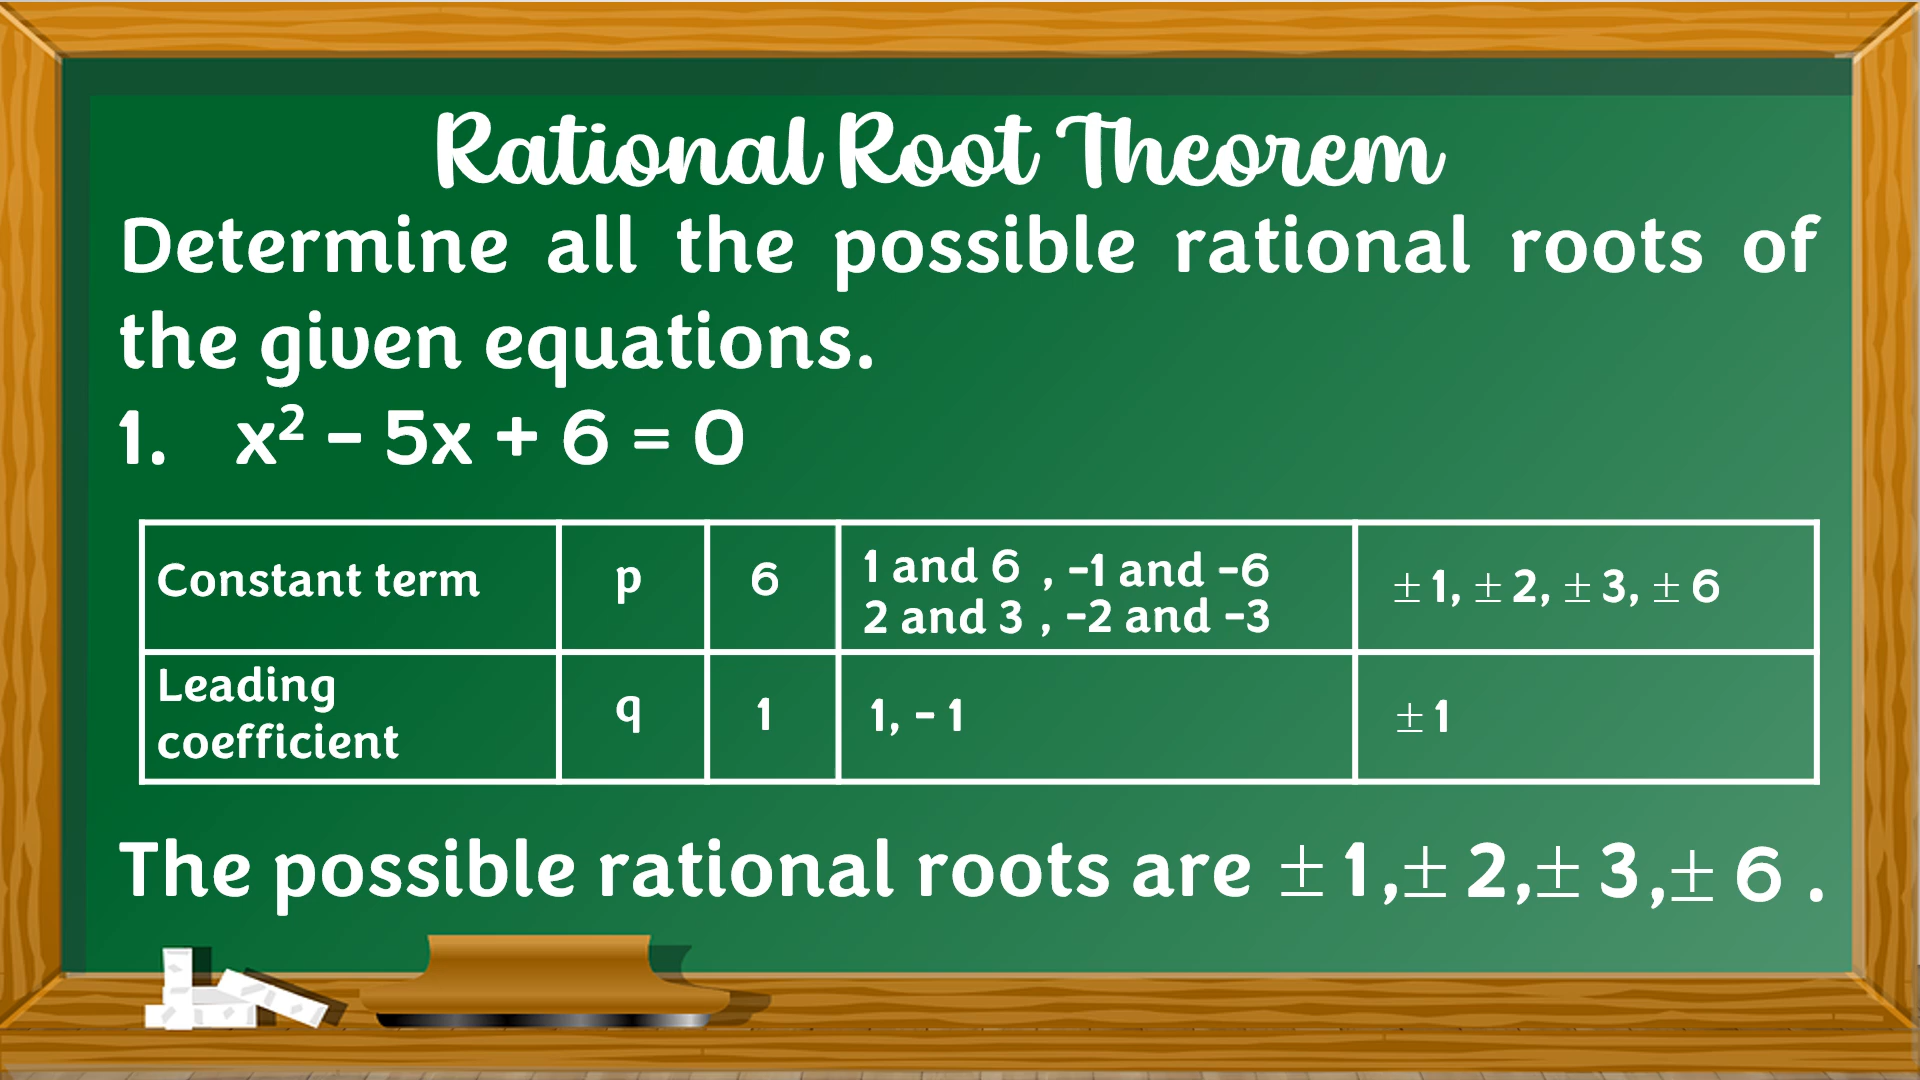 Rational Root Theorem
Determine all the possible rational roots of
the given equations.
1. x² – 5x + 6 = 0
Constant term p 6 1 and 6 , –1 and –6 ± 1, ± 2, ± 3, ± 6
2 and 3 , –2 and –3
Leading
coefficient q 1 1, – 1 ± 1
The possible rational roots are ± 1,± 2,± 3,± 6 .